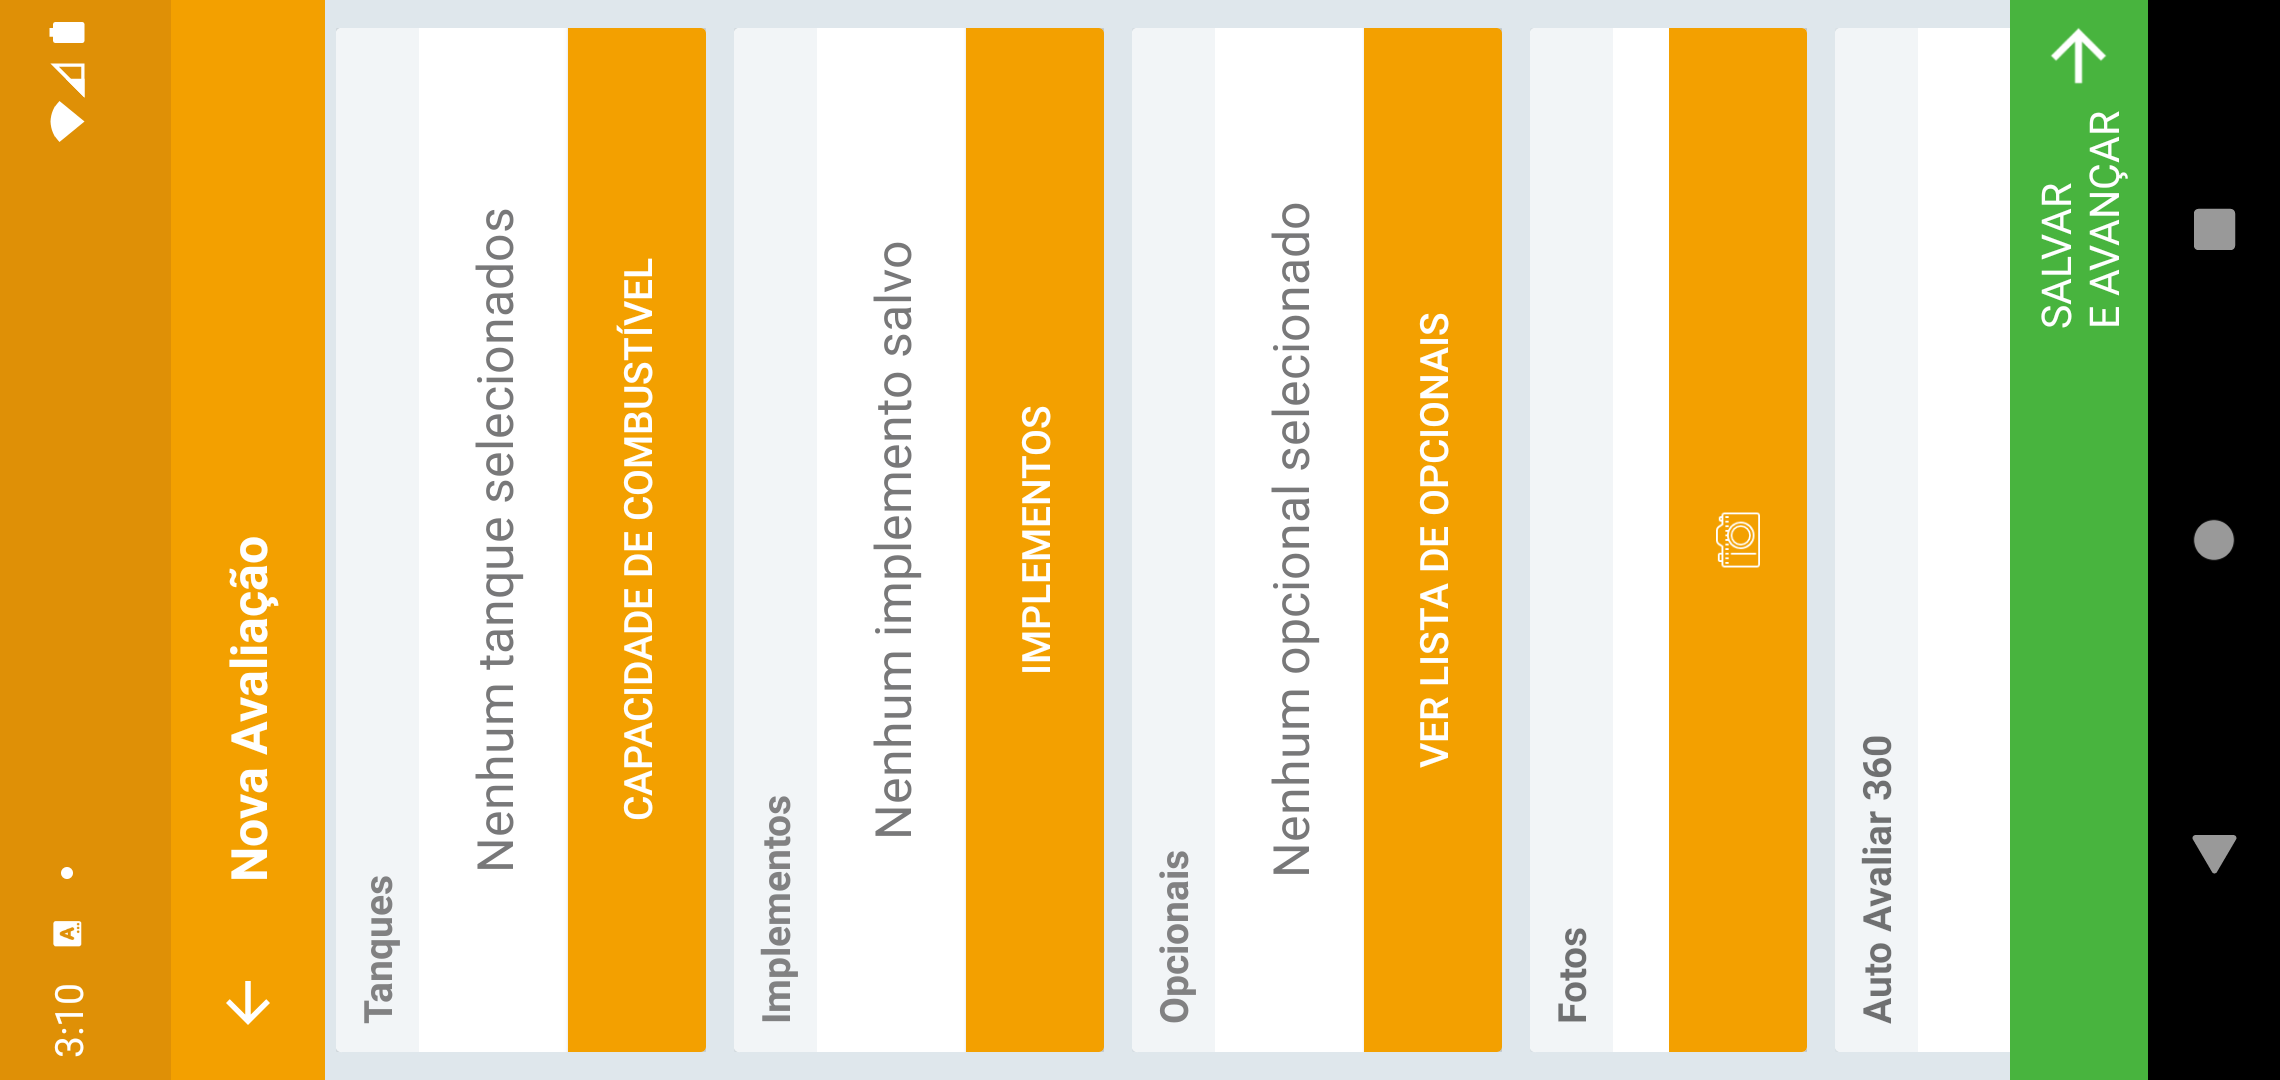 3:10
Nova Avaliação
Tanques
Nenhum tanque selecionados
CAPACIDADE DE COMBUSTÍVEL
Implementos
Nenhum implemento salvo
IMPLEMENTOS
Opcionais
Nenhum opcional selecionado
VER LISTA DE OPCIONAIS
Fotos
Auto Avaliar 360
SALVAR
E AVANÇAR